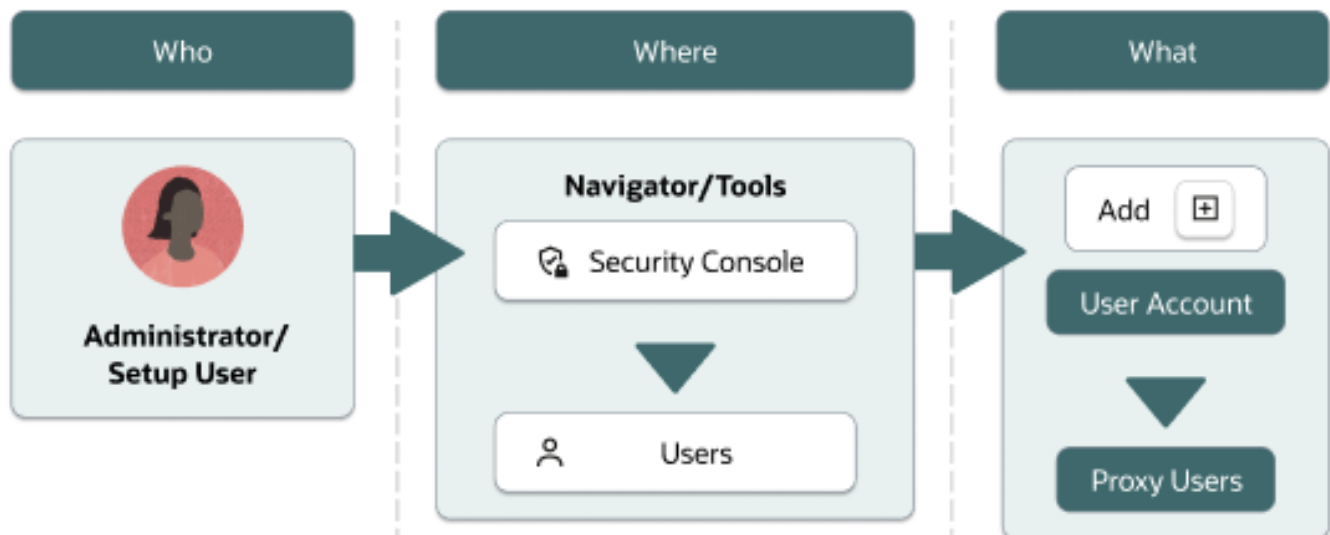 Who
Where
What
Administrator/
Setup User
Navigator/Tools
Security Console
Users
Add
User Account
Proxy Users